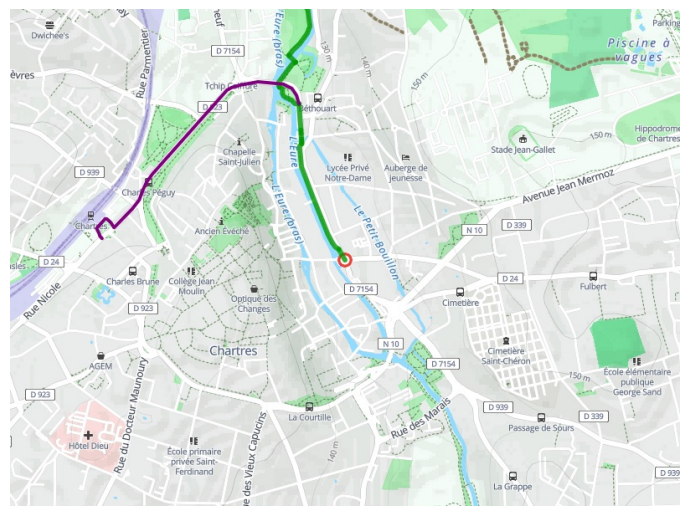 Dwichee's
neuf
D 7154
L'Eure (bras)
130 m
140 m
150 m
Parking
Piscine à
vagues
Rue Parmentier
èvres
Tchip Coiffure
Béthouart
D 939
Chapelle
Saint-Julien
L'Eure
Lycée Privé
Notre-Dame
Auberge de
jeunesse
Stade Jean-Gallet
150 m
Hippodrome
de Chartres
Charles Péguy
Avenue Jean Mermoz
Chartres
Ancien Évêché
L'Eure (bras)
Le Petit Bouillon
N 10
D 339
D 24
Rue Nicole
Charles Brune
Collège Jean
Moulin
D 923
Optique des
Changes
D 7154
D 24
Cimetière
Fulbert
Chartres
N 10
D 7154
Cimetière
Saint-Chéron
École élémentaire
publique
George Sand
150 m
AGEM
D 923
Rue du Docteur Maunoury
La Courtille
Rue des Marais
D 939
D 339
Passage de Sours
Hôtel Dieu
École primaire
privée Saint-
Ferdinand
e des Vieux Capucins
140 m
La Grappe
D 939